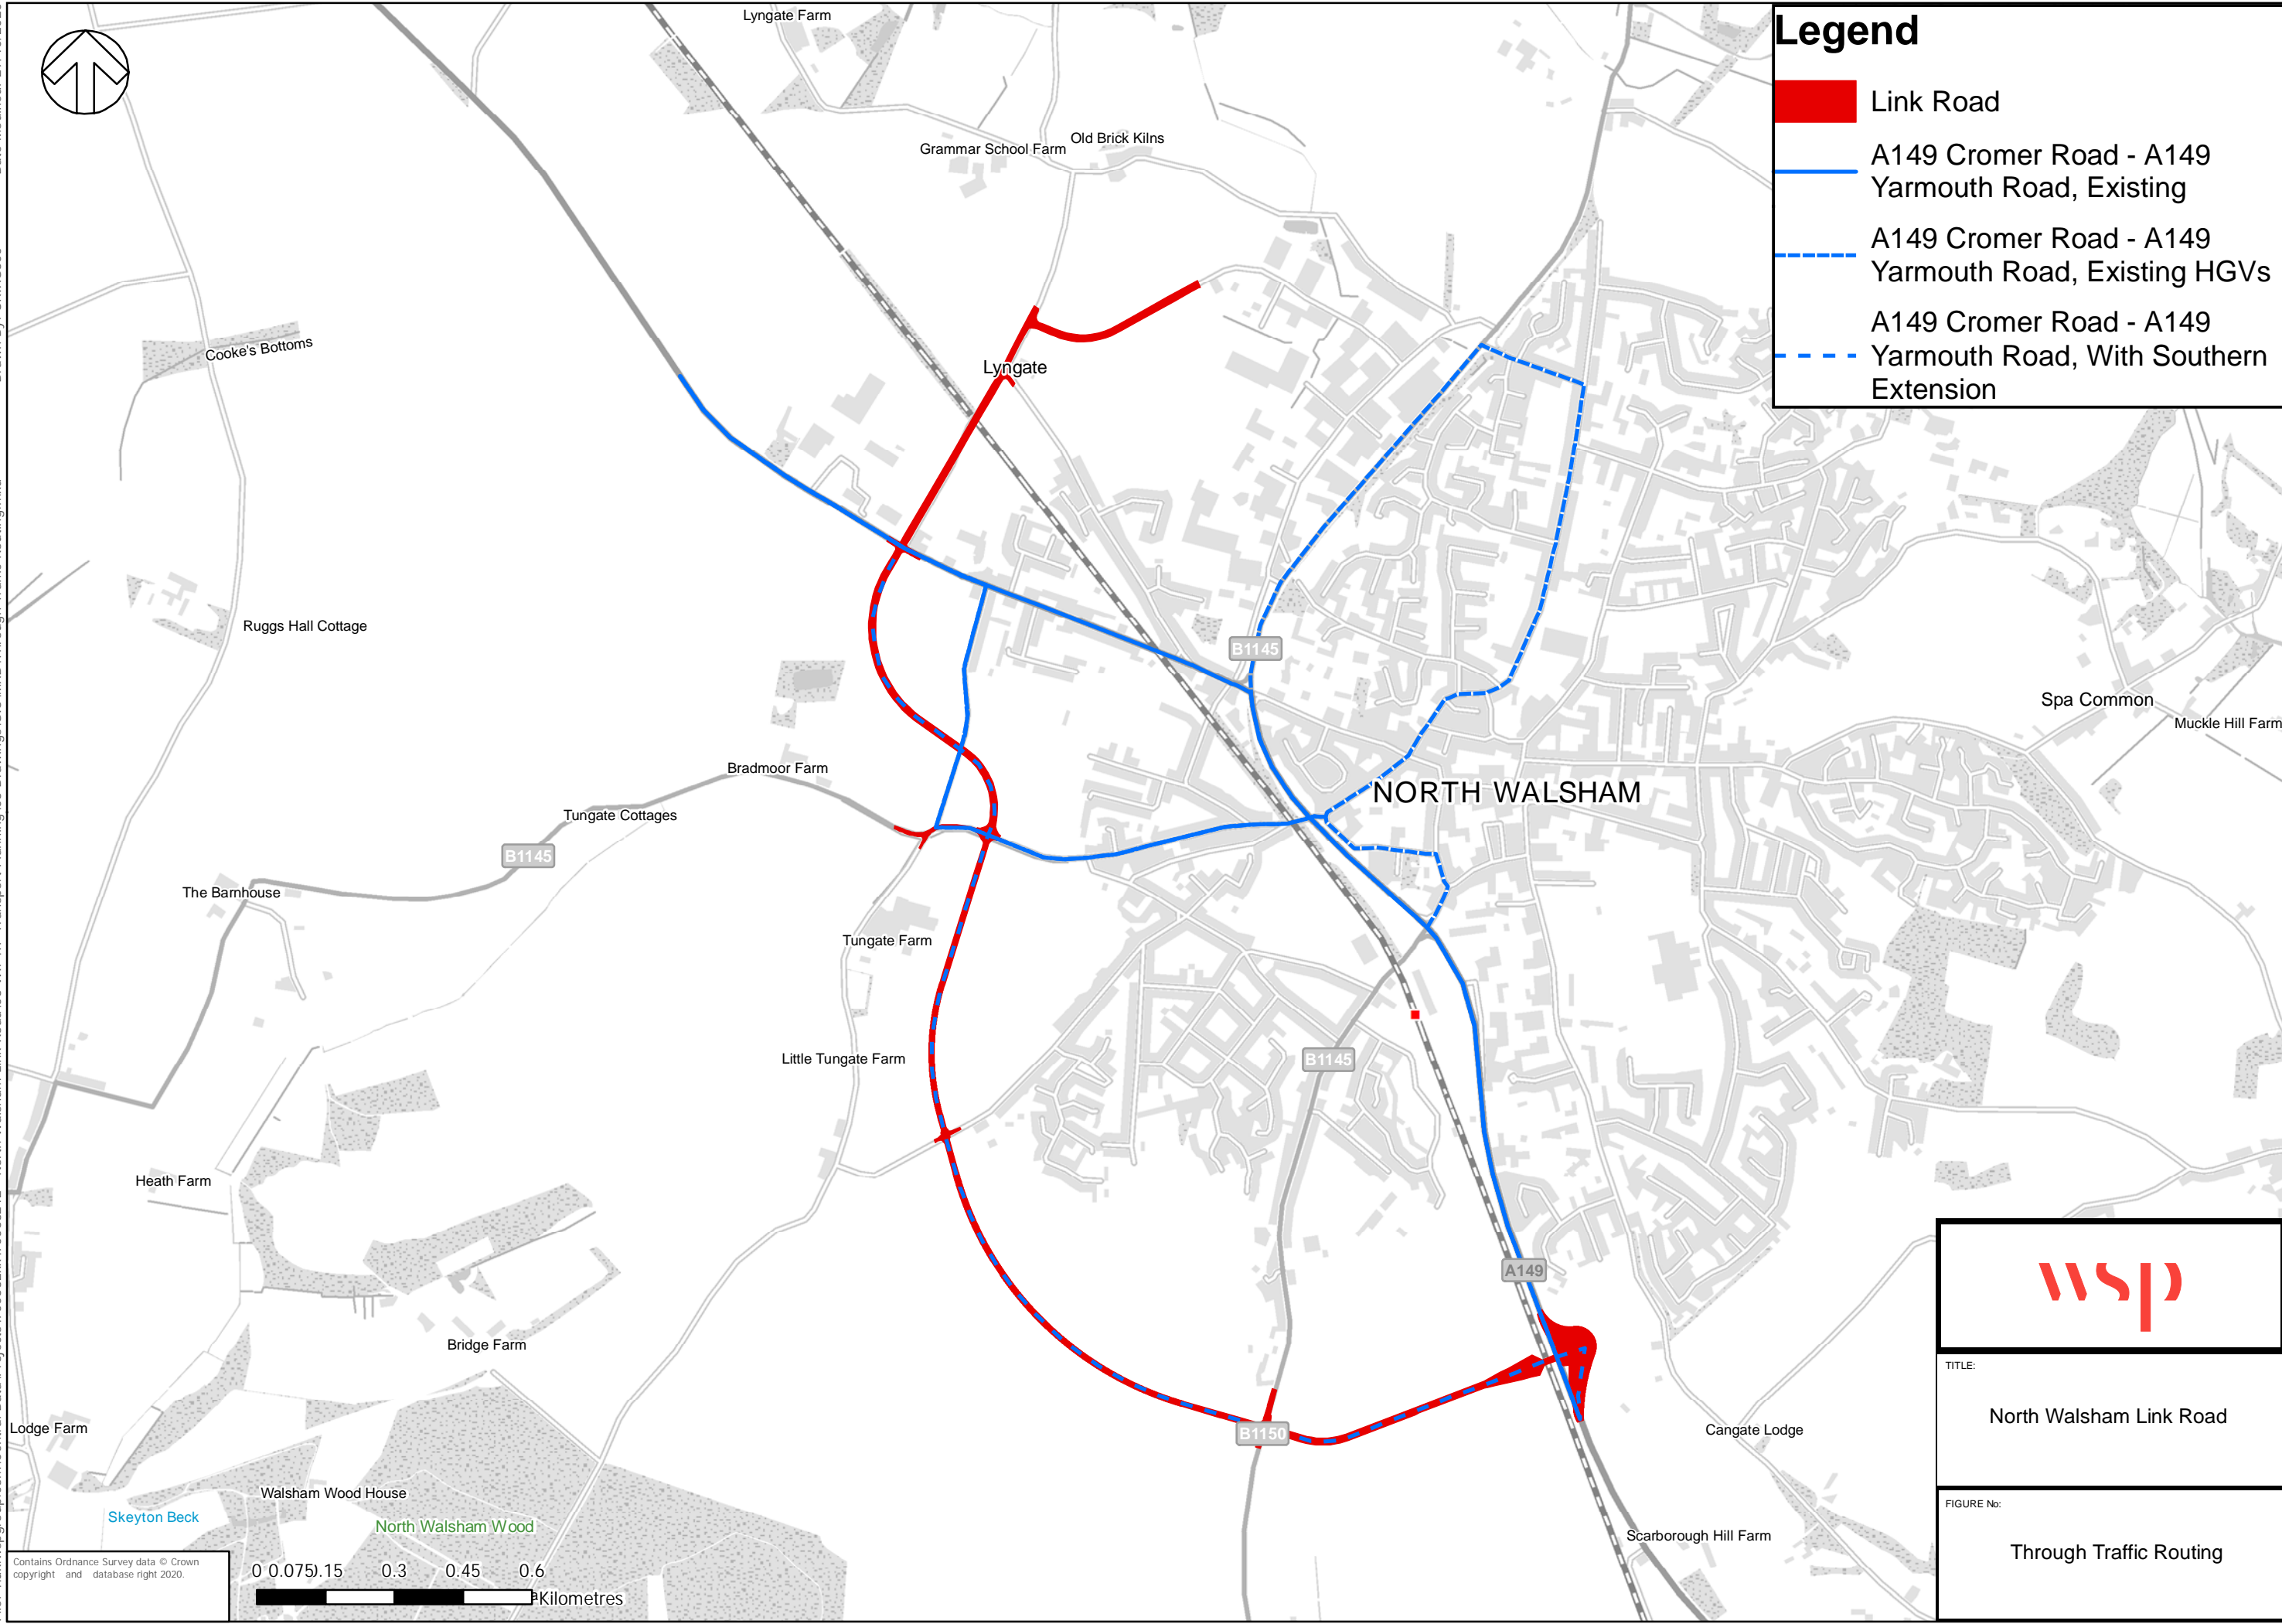 Legend
Link Road
A149 Cromer Road - A149
Yarmouth Road, Existing
A149 Cromer Road - A149
Yarmouth Road, Existing HGVs
A149 Cromer Road - A149
Yarmouth Road, With Southern
Extension
Lyngate Farm
Grammar School Farm
Old Brick Kilns
Cooke's Bottoms
Lyngate
Ruggs Hall Cottage
B1145
Spa Common
Muckle Hill Farm
Bradmoor Farm
NORTH WALSHAM
Tungate Cottages
B1145
The Barnhouse
Tungate Farm
Little Tungate Farm
B1145
Heath Farm
A149
Bridge Farm
Lodge Farm
B1150
Cangate Lodge
Walsham Wood House
Skeyton Beck
North Walsham Wood
Scarborough Hill Farm
Contains Ordnance Survey data © Crown
copyright and database right 2020.
0 0.075 0.15 0.3 0.45 0.6
Kilometres
wsp
TITLE:
North Walsham Link Road
FIGURE No:
Through Traffic Routing